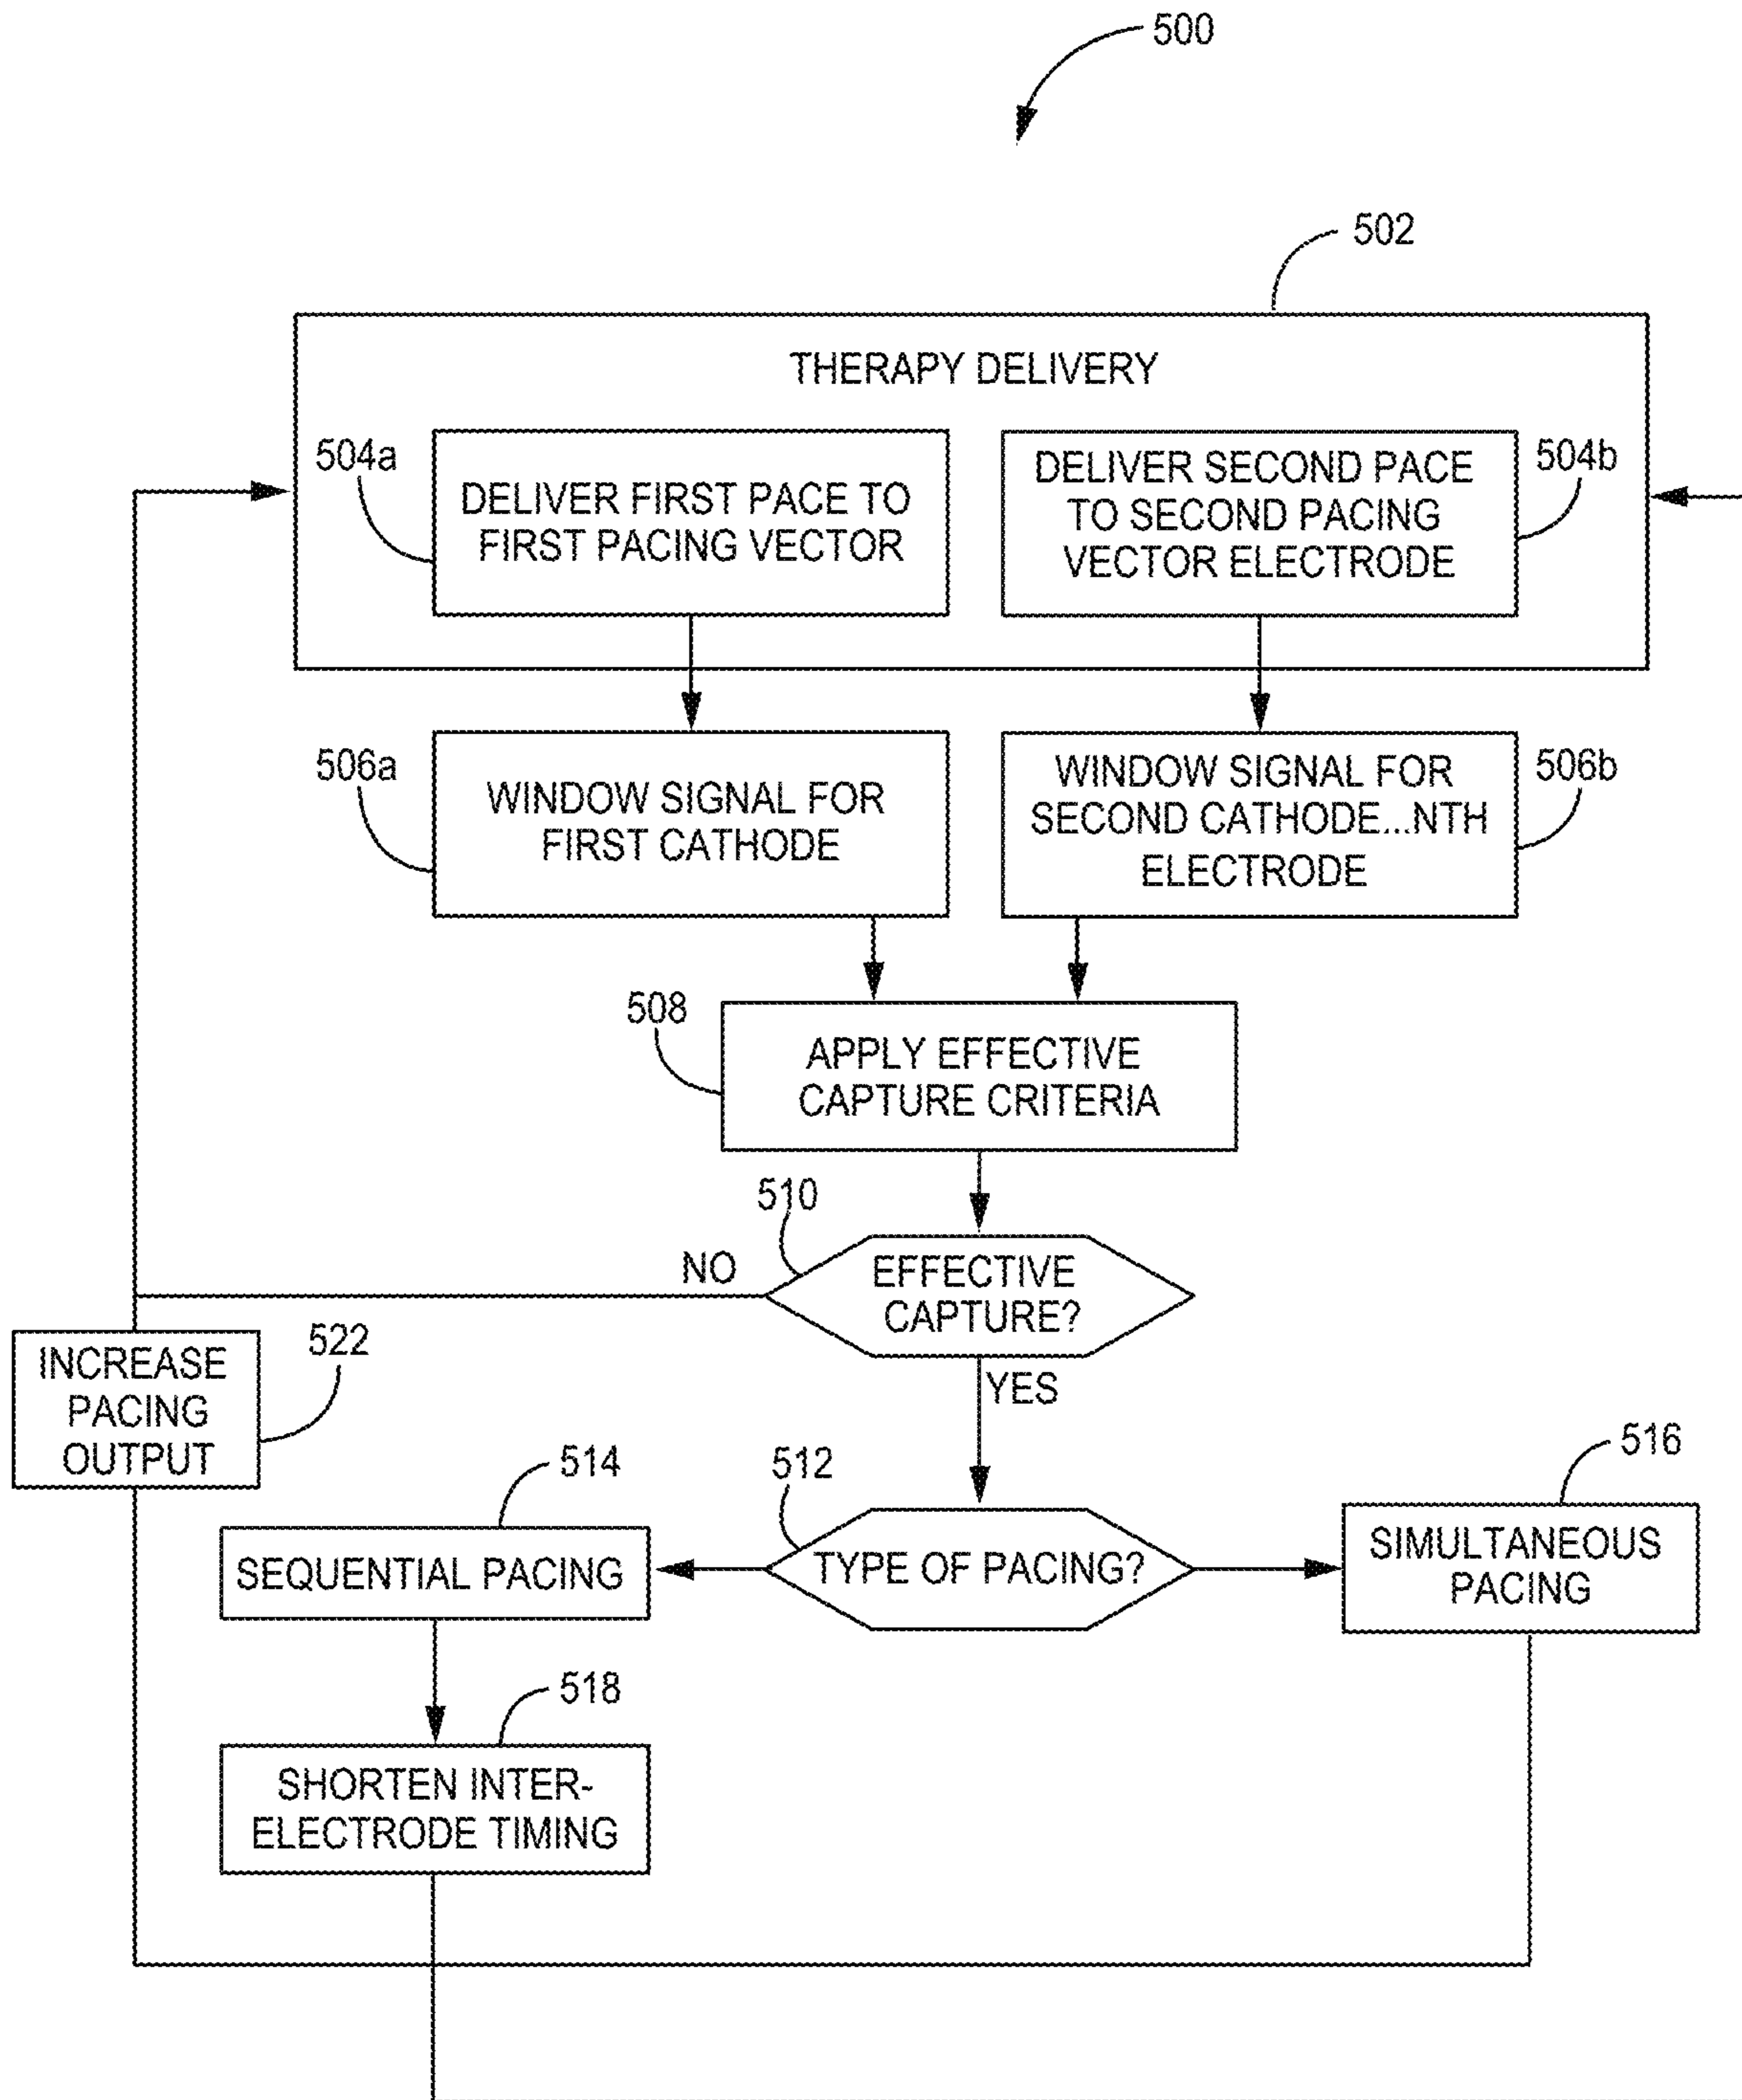 500
502
THERAPY DELIVERY
504a
DELIVER FIRST PACE TO
FIRST PACING VECTOR
DELIVER SECOND PACE
TO SECOND PACING
VECTOR ELECTRODE
504b
506a
WINDOW SIGNAL FOR
FIRST CATHODE
WINDOW SIGNAL FOR
SECOND CATHODE...NTH
ELECTRODE
506b
508
APPLY EFFECTIVE
CAPTURE CRITERIA
510
NO
EFFECTIVE
CAPTURE?
YES
INCREASE
PACING
OUTPUT
522
514
SEQUENTIAL PACING
512
TYPE OF PACING?
516
SIMULTANEOUS
PACING
518
SHORTEN INTER-
ELECTRODE TIMING